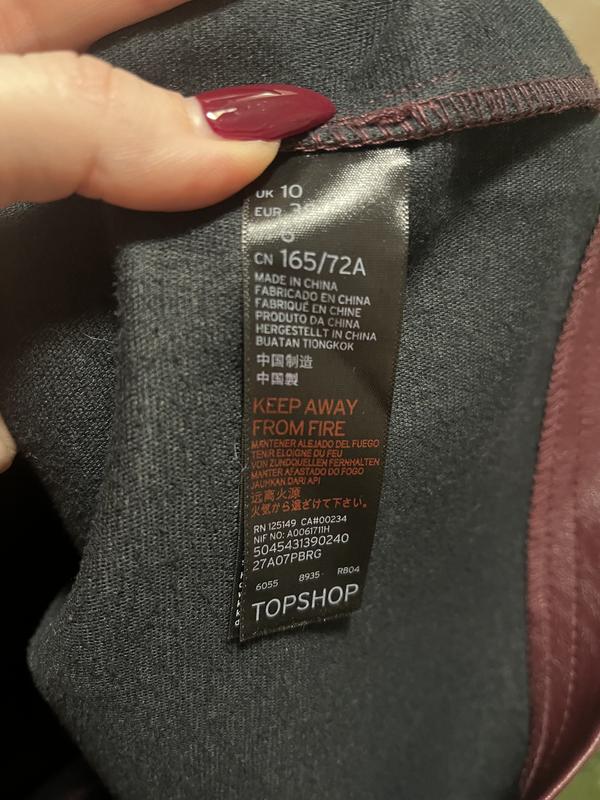 UK 10
EUR
6
CN 165/72A
MADE IN CHINA
FABRICADO EN CHINA
FABRIQUÉ EN CHINE
PRODUTO DA CHINA
HERGESTELLT IN CHINA
BUATAN TIONGKOK
中国制造
中国製
KEEP AWAY
FROM FIRE
MANTENER ALEJADO DEL FUEGO
TENIR ELOIGNE DU FEU
VON ZUNDQUELLEN FERNHALTEN
MANTER AFASTADO DO FOGO
JAUHKAN DARI API
远离火源
火気から遠ざけて下さい。
RN 125149 CA#00234
NIF NO: A0061711H
5045431390240
27A07PBRG
6055 8935 RB04
TOPSHOP